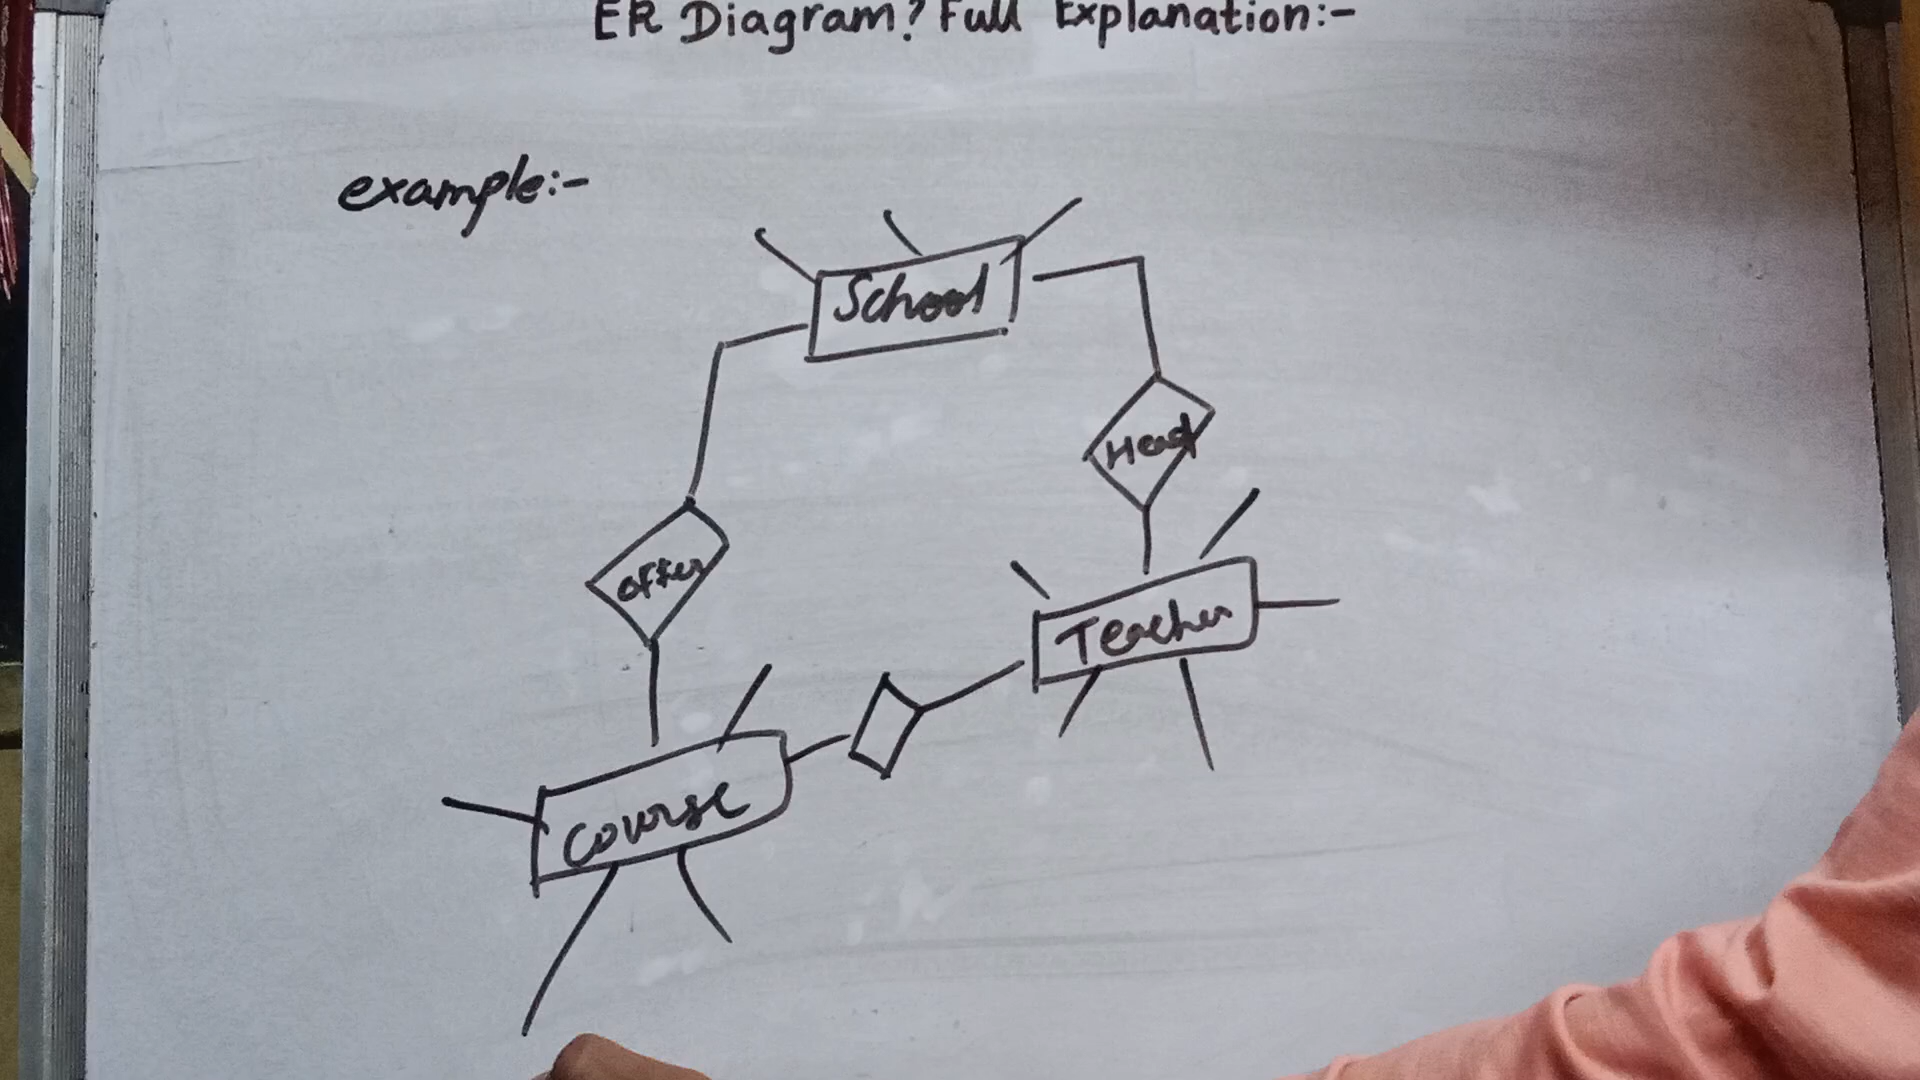 ER Diagram? Full Explanation:-
example:-
School
Head
offer
Teacher
course